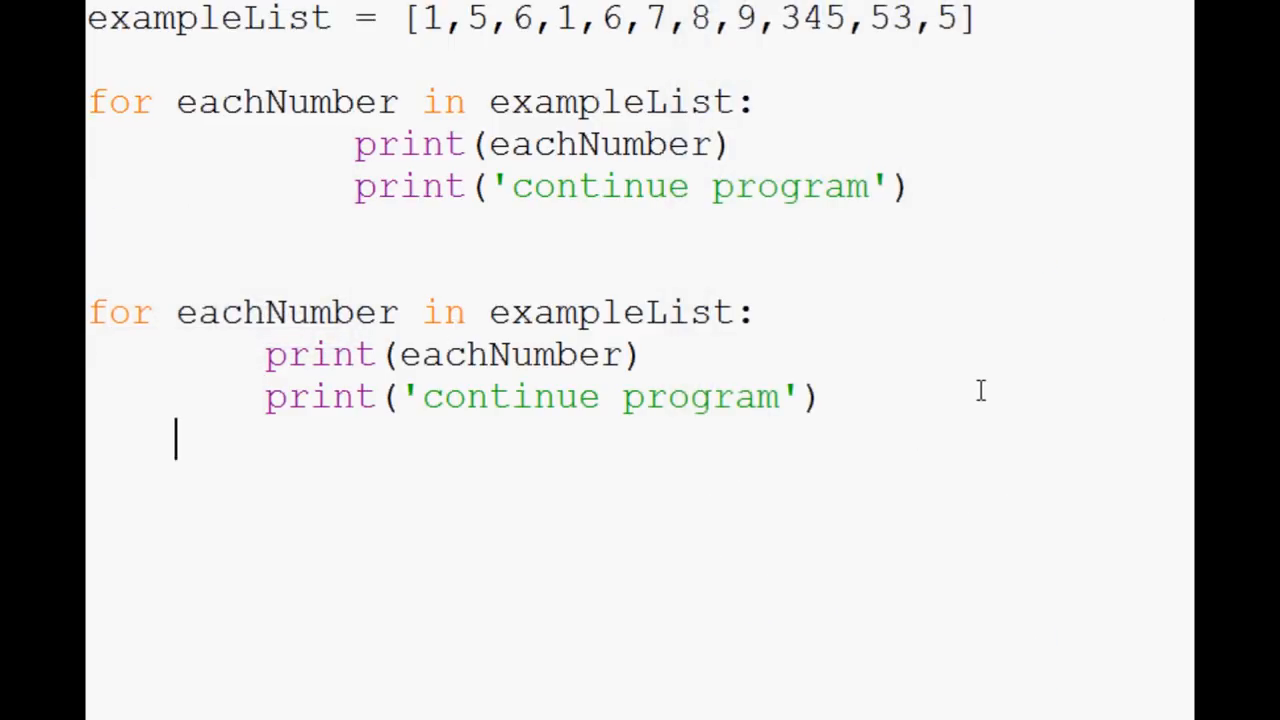 exampleList = [1,5,6,1,6,7,8,9,345,53,5]
for eachNumber in exampleList:
            print(eachNumber)
            print('continue program')
for eachNumber in exampleList:
        print(eachNumber)
        print('continue program')